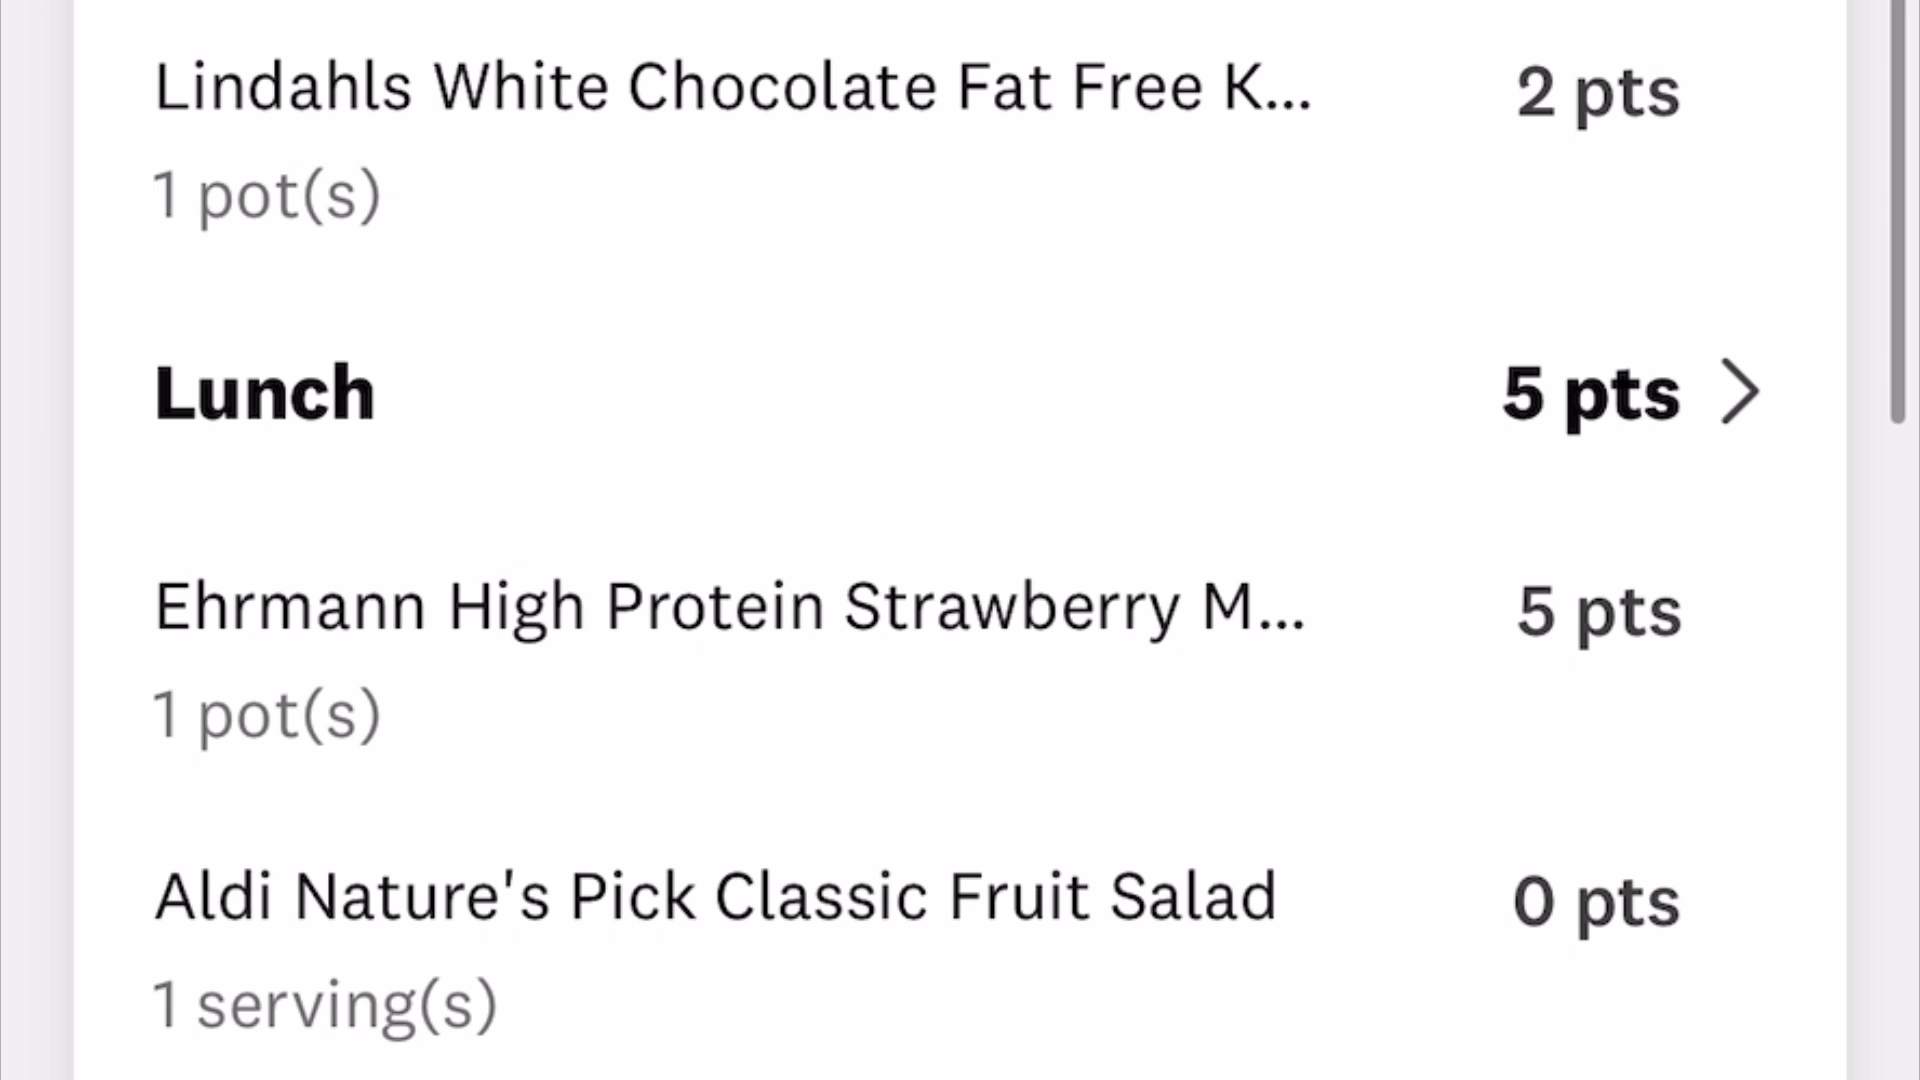 Lindahls White Chocolate Fat Free K... 2 pts
1 pot(s)
Lunch 5 pts
Ehrmann High Protein Strawberry M... 5 pts
1 pot(s)
Aldi Nature's Pick Classic Fruit Salad 0 pts
1 serving(s)